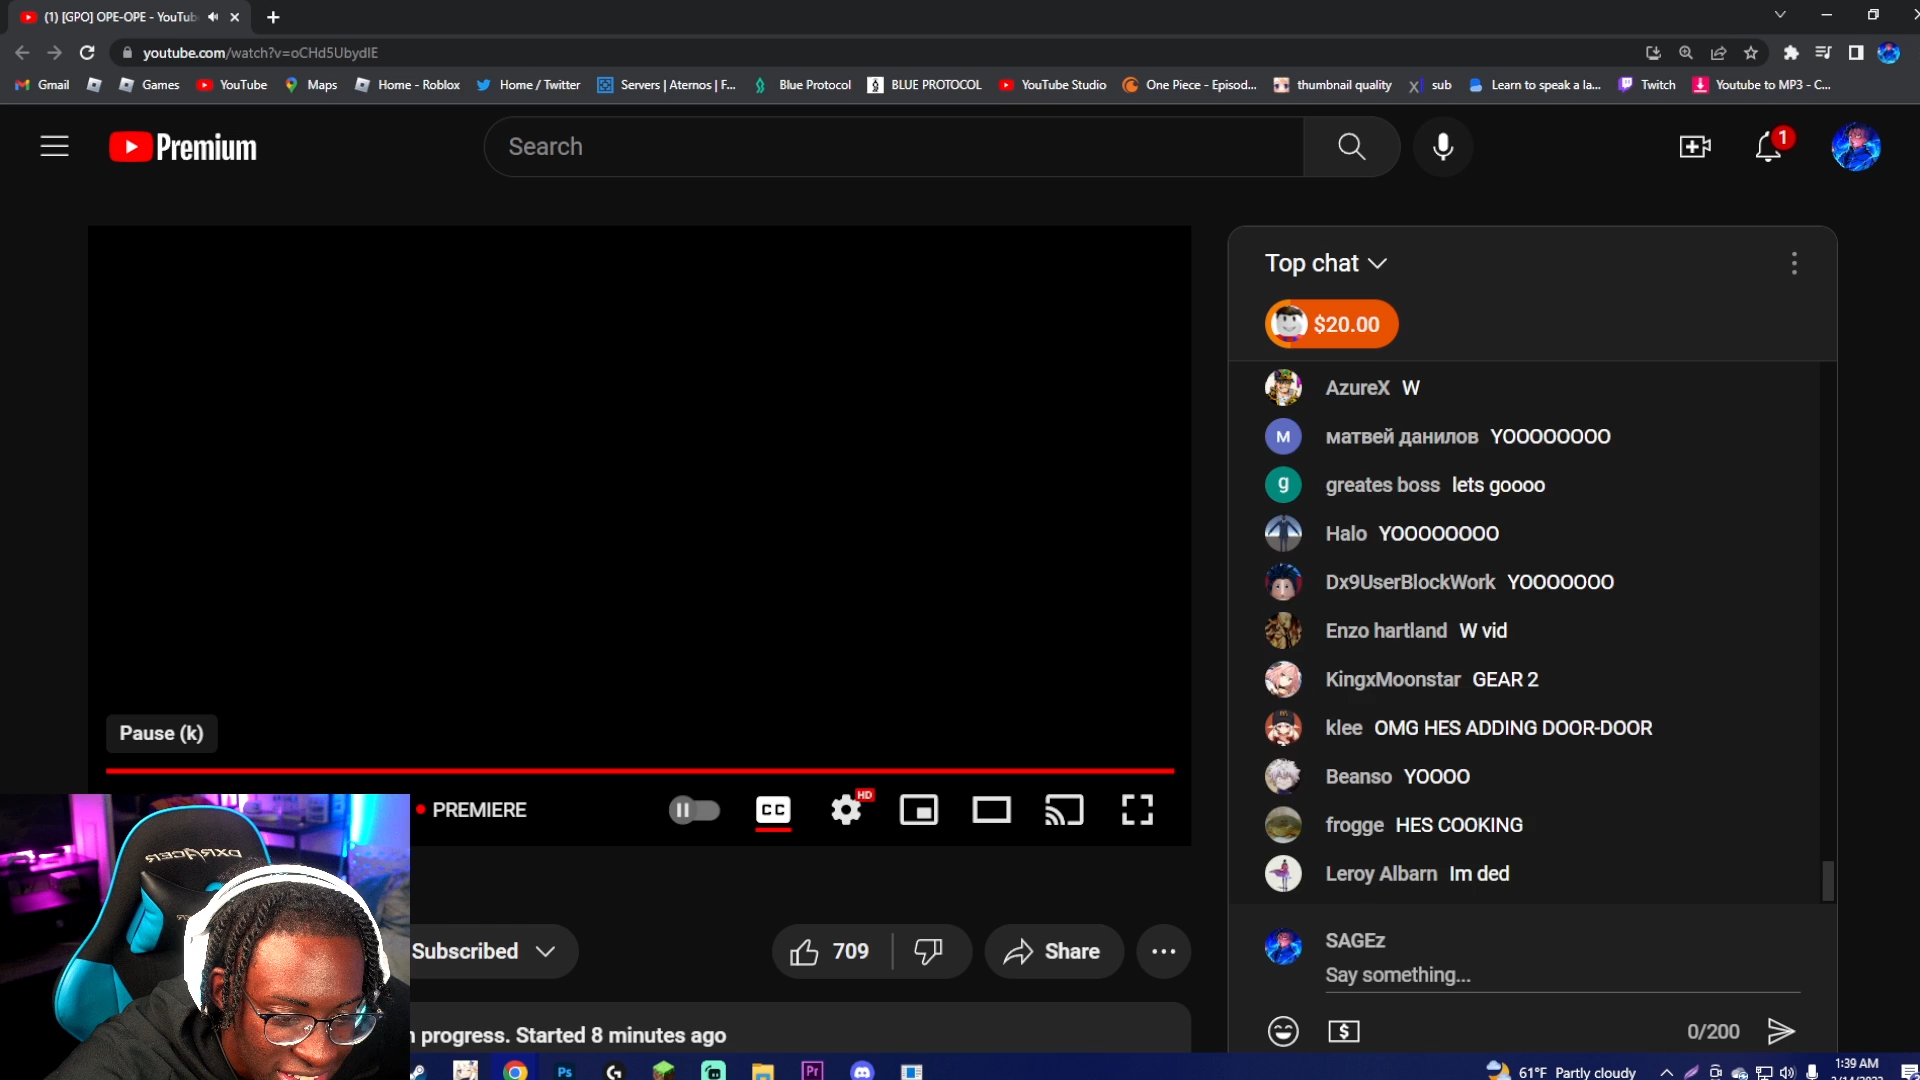 (1) [GPO] OPE-OPE - YouTub
youtube.com/watch?v=oCHd5UbydlE
Gmail
Games
YouTube
Maps
Home - Roblox
Home / Twitter
Servers | Aternos | F...
Blue Protocol
BLUE PROTOCOL
YouTube Studio
One Piece - Episod...
thumbnail quality
sub
Learn to speak a la...
Twitch
Youtube to MP3 - C...
Premium
Search
1
Top chat
$20.00
AzureX W
M матвей данилов YOOOOOOOO
g greates boss lets goooo
Halo YOOOOOOOO
Dx9UserBlockWork YOOOOOOO
Enzo hartland W vid
KingxMoonstar GEAR 2
klee OMG HES ADDING DOOR-DOOR
Beanso YOOOO
frogge HES COOKING
Leroy Albarn Im ded
Pause (k)
PREMIERE
CC
HD
DXRACER
Subscribed
709
Share
SAGEz
Say something...
0/200
progress. Started 8 minutes ago
Ps
Pr
61°F Partly cloudy
1:39 AM